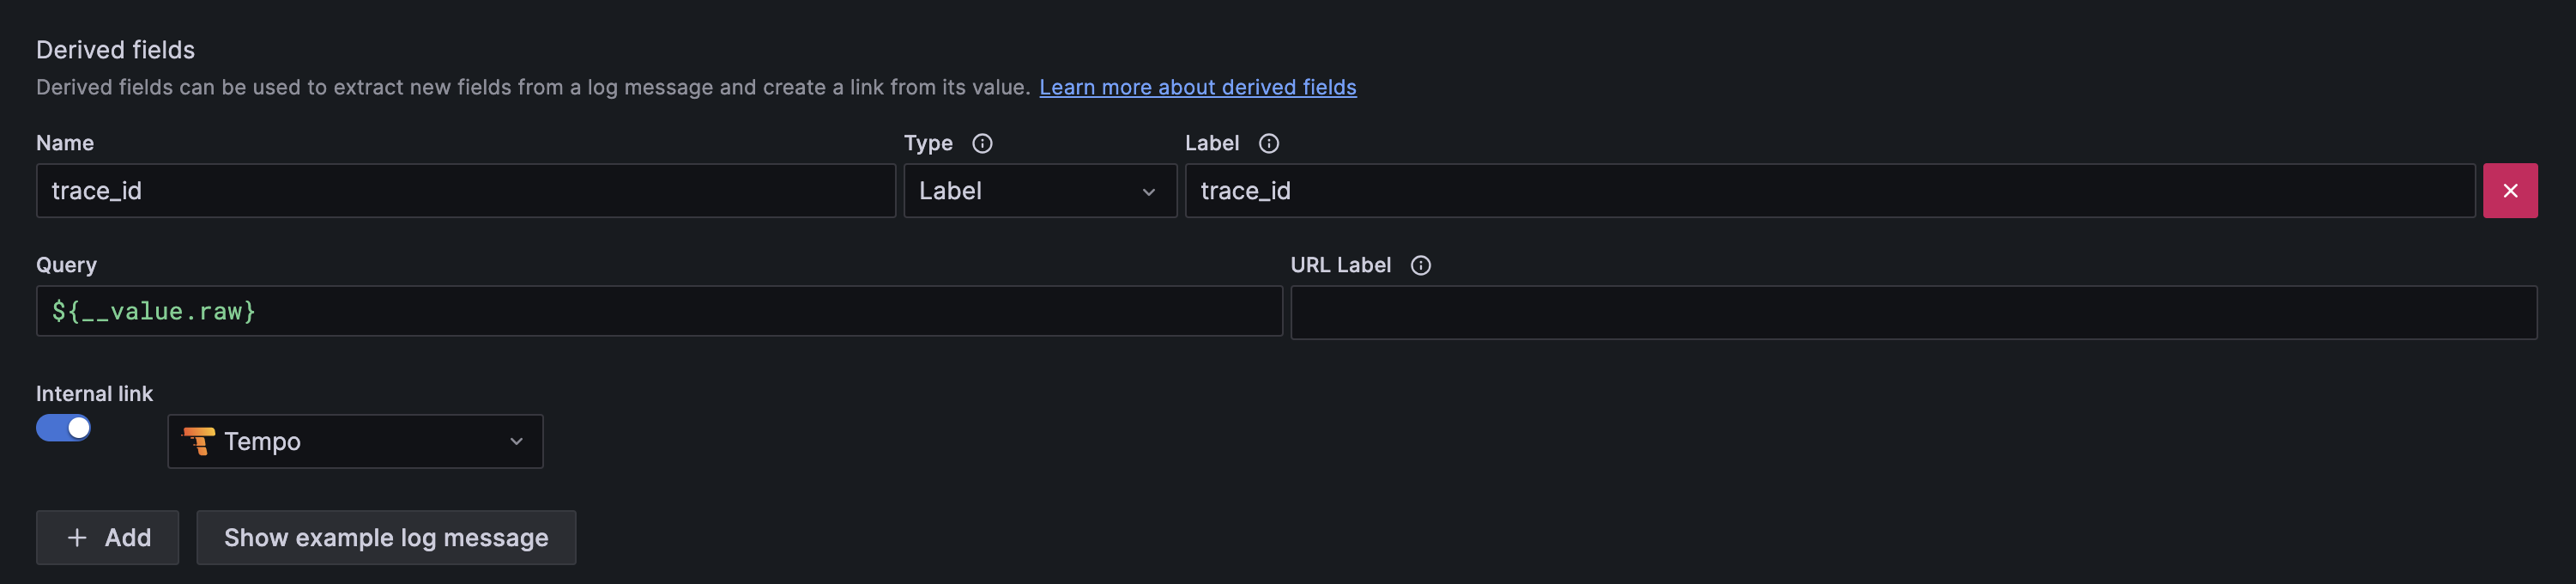 Derived fields
Derived fields can be used to extract new fields from a log message and create a link from its value. Learn more about derived fields
Name Type Label
trace_id Label trace_id
Query URL Label
${__value.raw}
Internal link
Tempo
Add Show example log message